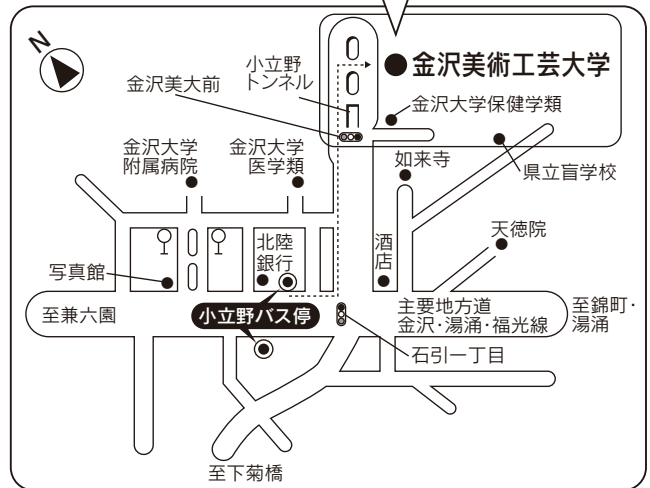 N
金沢美術工芸大学
小立野
トンネル
金沢美大前
金沢大学保健学類
金沢大学
附属病院
金沢大学
医学類
如来寺
県立盲学校
天徳院
北陸
銀行
酒
店
写真館
至兼六園
小立野バス停
主要地方道
金沢・湯涌・福光線
至錦町・
湯涌
石引一丁目
至下菊橋